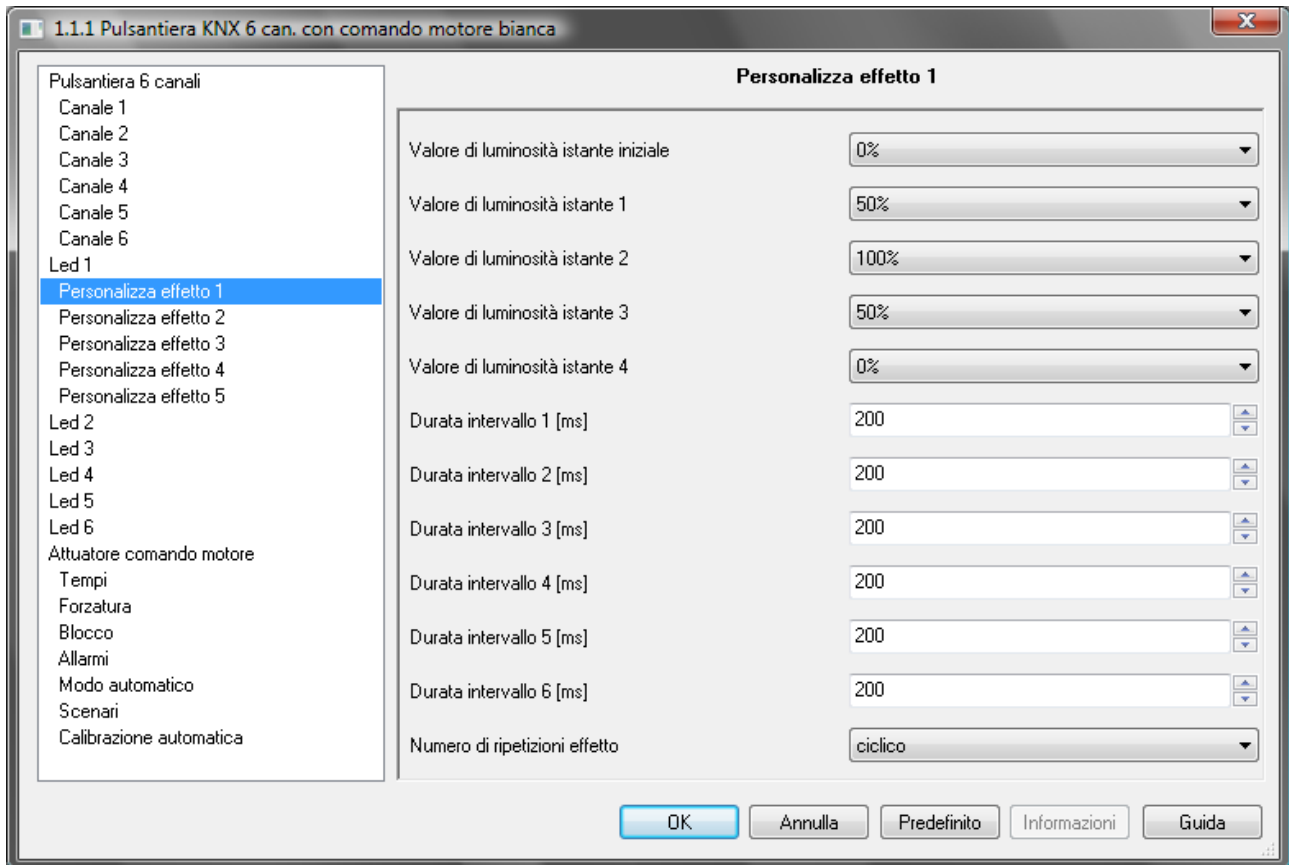 1.1.1 Pulsantiera KNX 6 can. con comando motore bianca
Pulsantiera 6 canali
Canale 1
Canale 2
Canale 3
Canale 4
Canale 5
Canale 6
Led 1
Personalizza effetto 1
Personalizza effetto 2
Personalizza effetto 3
Personalizza effetto 4
Personalizza effetto 5
Led 2
Led 3
Led 4
Led 5
Led 6
Attuatore comando motore
Tempi
Forzatura
Blocco
Allarmi
Modo automatico
Scenari
Calibrazione automatica
Personalizza effetto 1
Valore di luminosità istante iniziale 0%
Valore di luminosità istante 1 50%
Valore di luminosità istante 2 100%
Valore di luminosità istante 3 50%
Valore di luminosità istante 4 0%
Durata intervallo 1 [ms] 200
Durata intervallo 2 [ms] 200
Durata intervallo 3 [ms] 200
Durata intervallo 4 [ms] 200
Durata intervallo 5 [ms] 200
Durata intervallo 6 [ms] 200
Numero di ripetizioni effetto ciclico
OK Annulla Predefinito Informazioni Guida